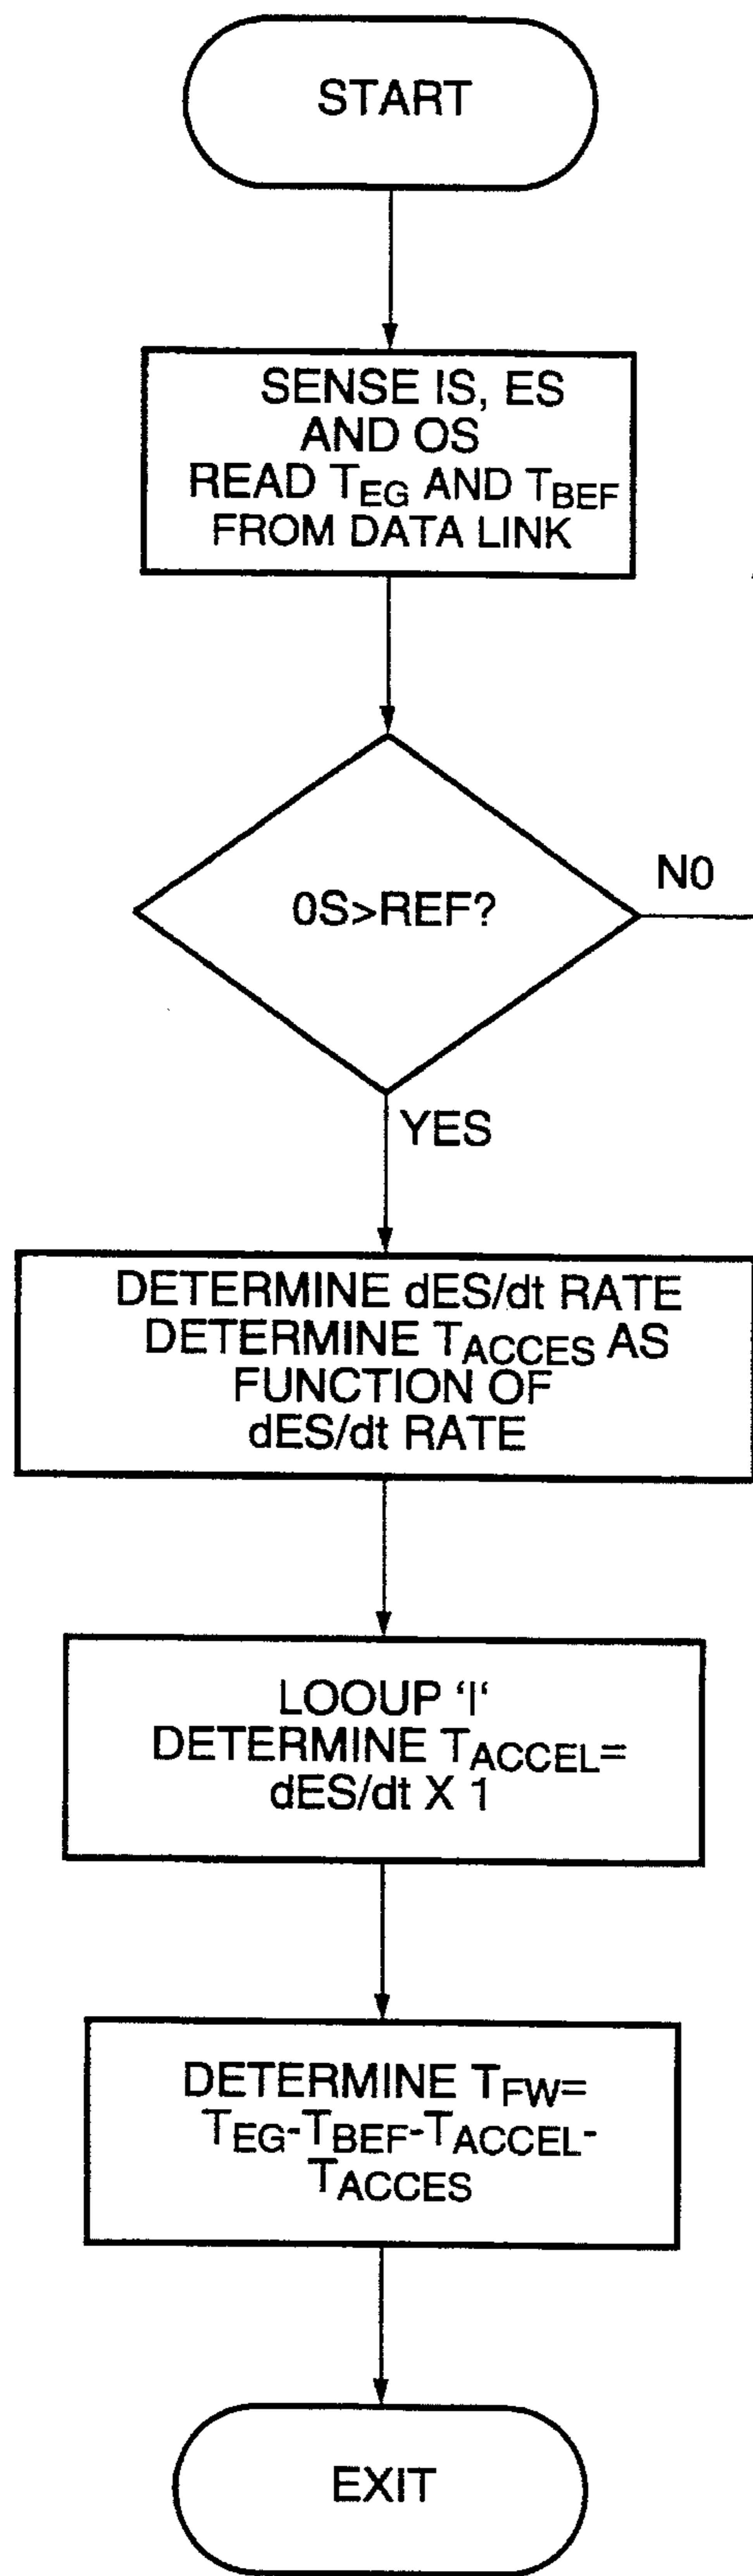 START
SENSE IS, ES
AND OS
READ TEG AND TBEF
FROM DATA LINK
0S>REF?
N0
YES
DETERMINE dES/dt RATE
DETERMINE TACCES AS
FUNCTION OF
dES/dt RATE
LOOUP ‘I‘
DETERMINE TACCEL=
dES/dt X 1
DETERMINE TFW=
TEG-TBEF-TACCEL-
TACCES
EXIT